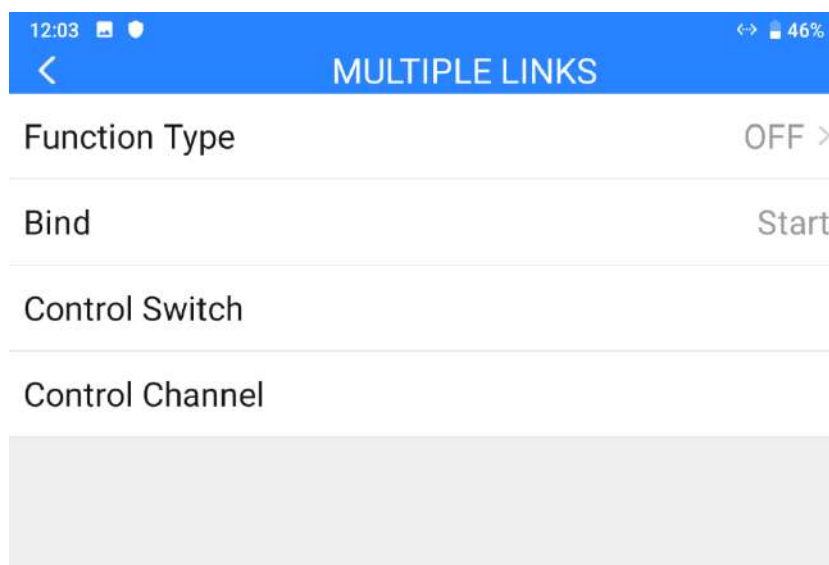 12:03 46%
MULTIPLE LINKS
Function Type OFF
Bind Start
Control Switch
Control Channel